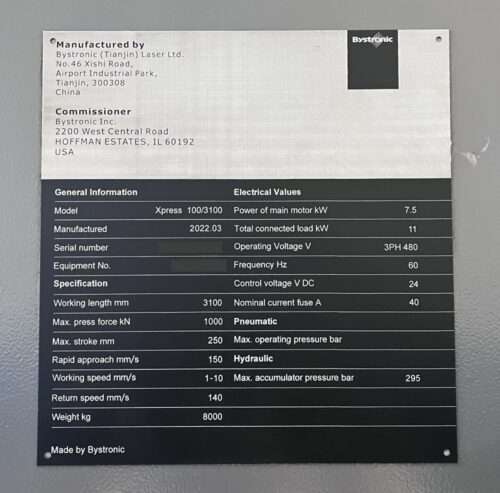 Manufactured by
Bystronic (Tianjin) Laser Ltd.
No.46 Xishi Road,
Airport Industrial Park,
Tianjin, 300308
China
Bystronic
Commissioner
Bystronic Inc.
2200 West Central Road
HOFFMAN ESTATES, IL 60192
USA
General Information Electrical Values
Model Xpress 100/3100 Power of main motor kW 7.5
Manufactured 2022.03 Total connected load kW 11
Serial number Operating Voltage V 3PH 480
Equipment No. Frequency Hz 60
Specification Control voltage V DC 24
Working length mm 3100 Nominal current fuse A 40
Max. press force kN 1000 Pneumatic
Max. stroke mm 250 Max. operating pressure bar
Rapid approach mm/s 150 Hydraulic
Working speed mm/s 1-10 Max. accumulator pressure bar 295
Return speed mm/s 140
Weight kg 8000
Made by Bystronic